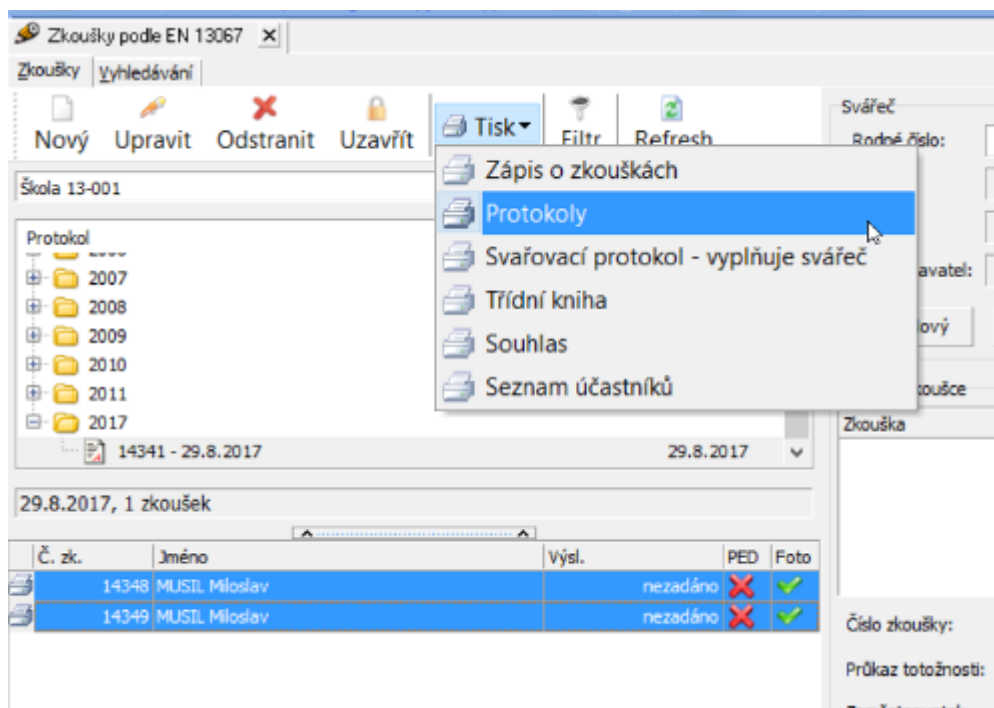 Zkoušky podle EN 13067
Zkoušky Vyhledávání
Nový Upravit Odstranit Uzavřít Tisk Filtr Refresh
Škola 13-001
Zápis o zkouškách
Protokoly
Svařovací protokol - vyplňuje svářeč
Třídní kniha
Souhlas
Seznam účastníků
Protokol
2007
2008
2009
2010
2011
2017
14341 - 29.8.2017 29.8.2017
29.8.2017, 1 zkoušek
Č. zk. Jméno Výsl. PED Foto
14348 MUSIL Miloslav nezadáno
14349 MUSIL Miloslav nezadáno
Svářeč
Rodné číslo:
avatel:
ový
oušce
Zkouška
Číslo zkoušky:
Průkaz totožnosti: